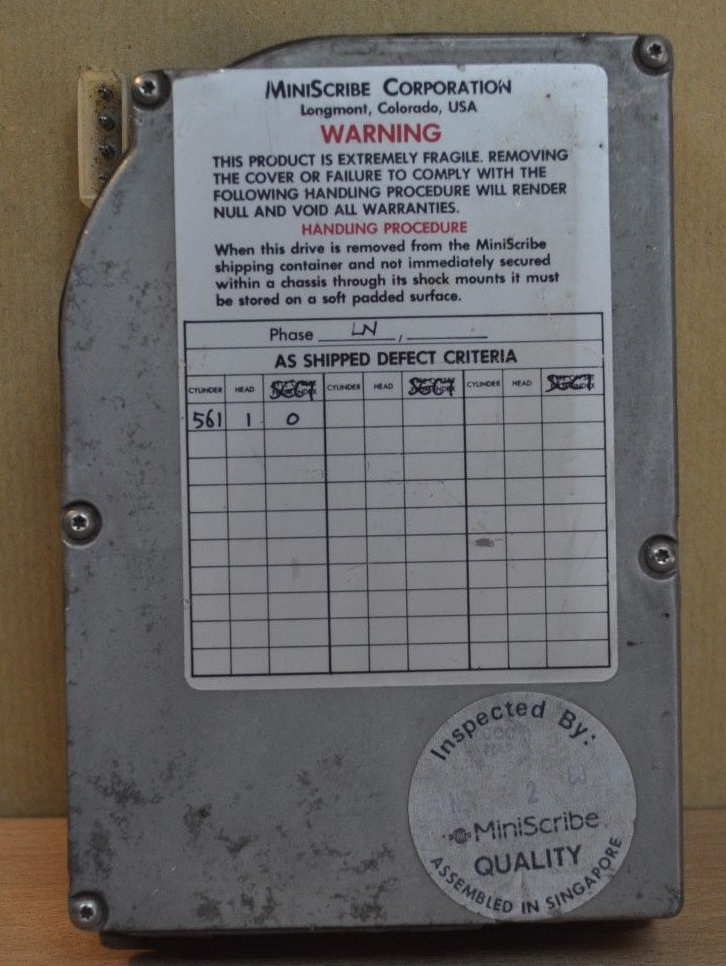 MINISCRIBE CORPORATION
Longmont, Colorado, USA
WARNING
THIS PRODUCT IS EXTREMELY FRAGILE. REMOVING
THE COVER OR FAILURE TO COMPLY WITH THE
FOLLOWING HANDLING PROCEDURE WILL RENDER
NULL AND VOID ALL WARRANTIES.
HANDLING PROCEDURE
When this drive is removed from the MiniScribe
shipping container and not immediately secured
within a chassis through its shock mounts it must
be stored on a soft padded surface.
Phase LN ,
AS SHIPPED DEFECT CRITERIA
CYLINDER HEAD SECT CYLINDER HEAD SECT CYLINDER HEAD SECT
561 1 0
Inspected By:
2 W
MiniScribe
QUALITY
ASSEMBLED IN SINGAPORE